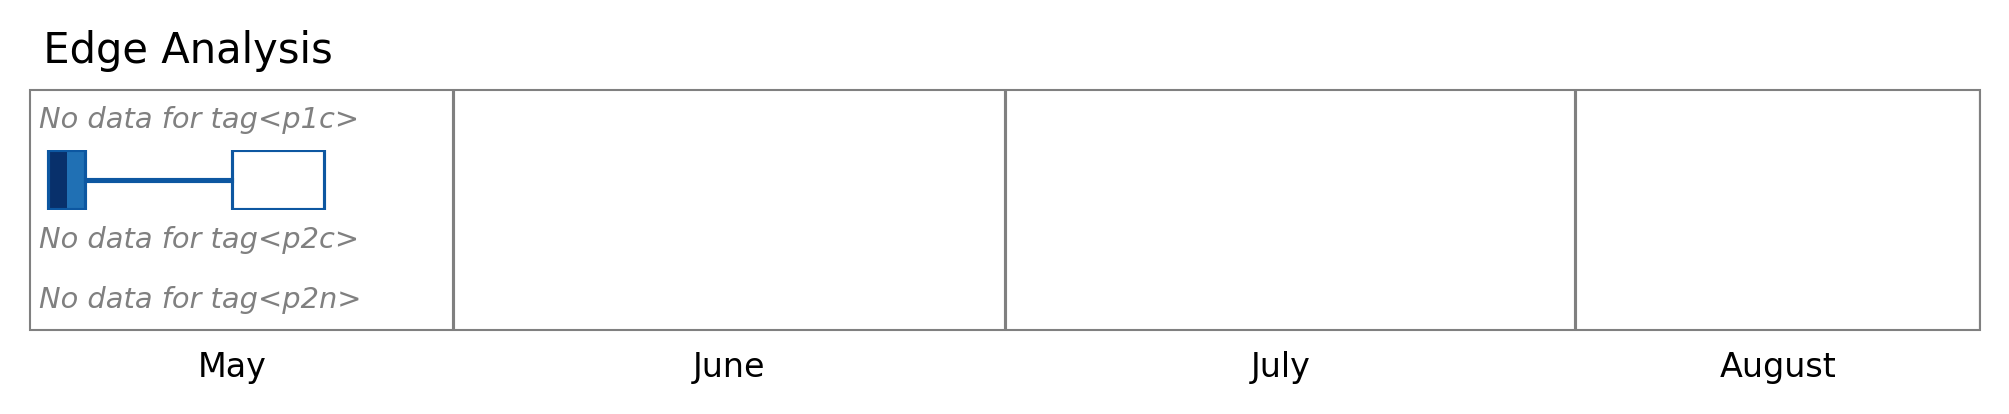 Edge Analysis
No data for tag<p1c>
No data for tag<p2c>
No data for tag<p2n>
May June July August